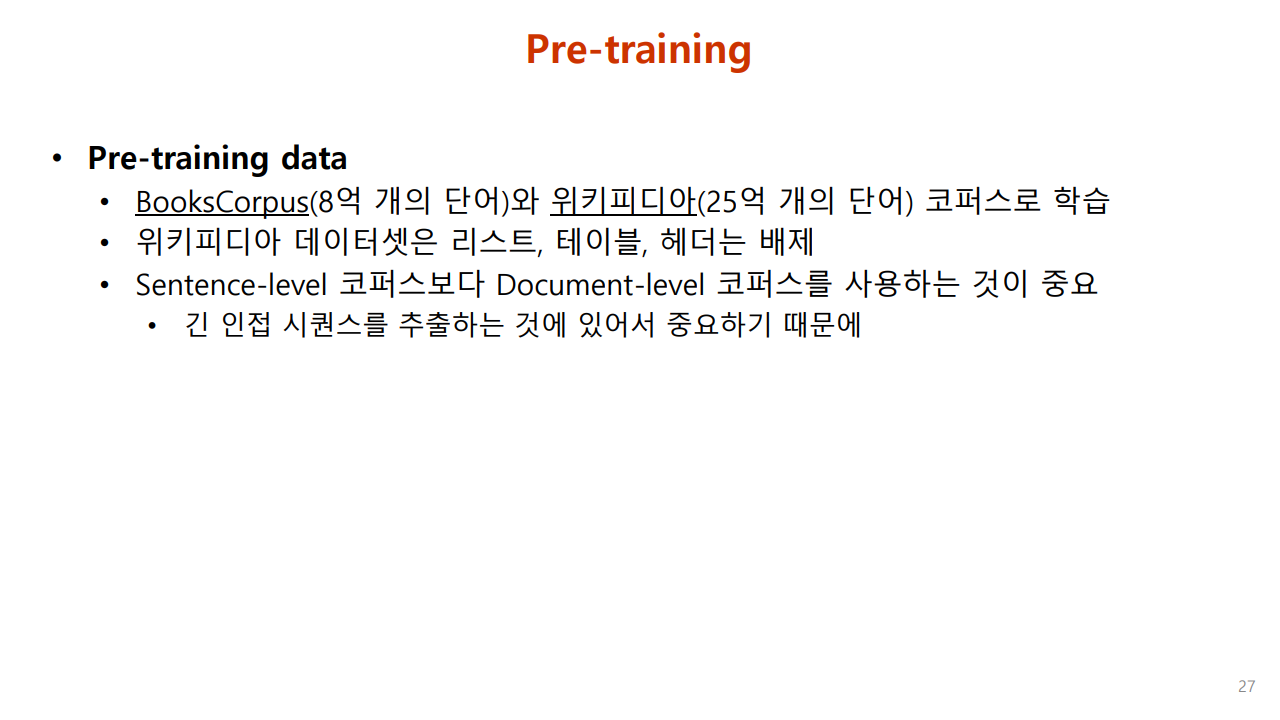 Pre-training
• Pre-training data
• BooksCorpus(8억 개의 단어)와 위키피디아(25억 개의 단어) 코퍼스로 학습
• 위키피디아 데이터셋은 리스트, 테이블, 헤더는 배제
• Sentence-level 코퍼스보다 Document-level 코퍼스를 사용하는 것이 중요
• 긴 인접 시퀀스를 추출하는 것에 있어서 중요하기 때문에
27